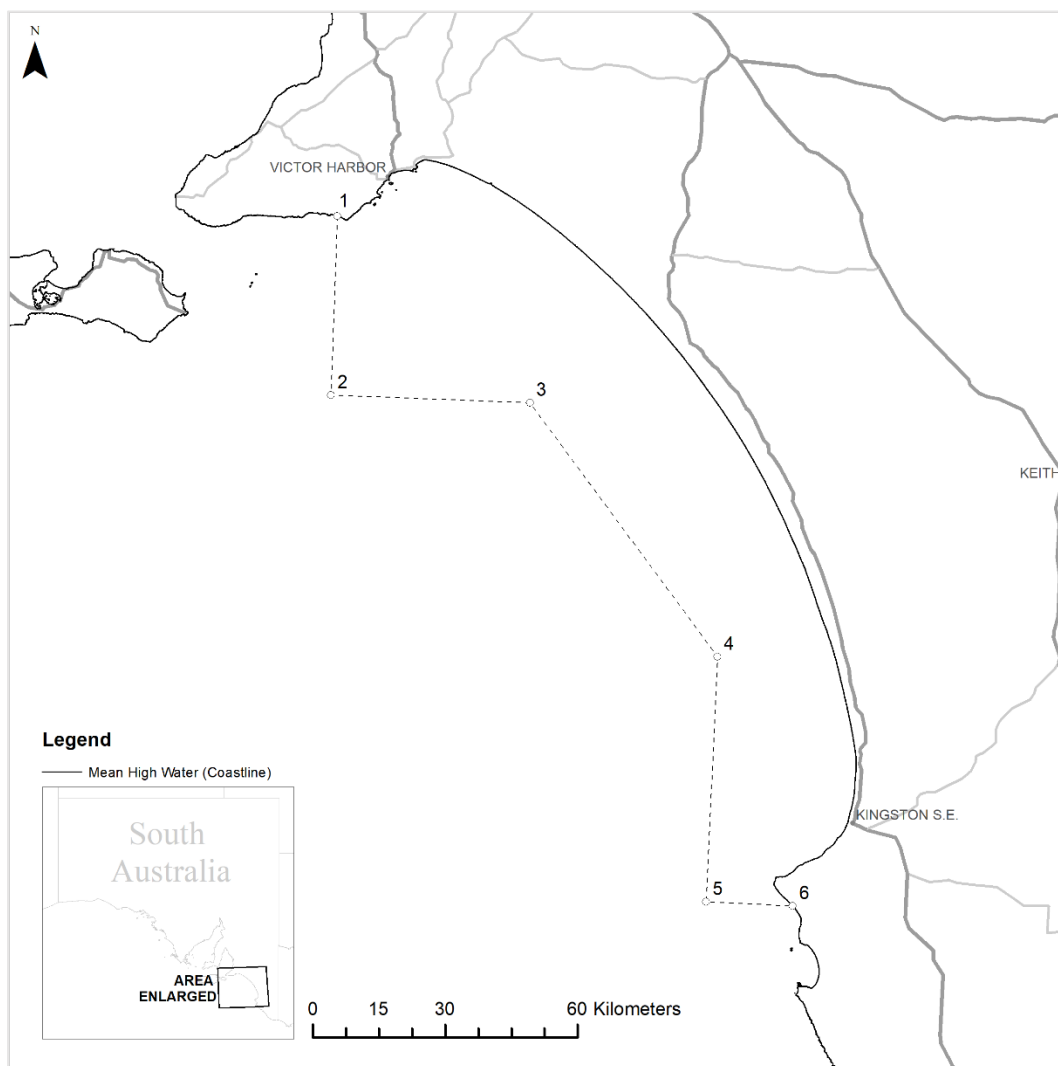 N
VICTOR HARBOR
1
2
3
KEITH
4
Legend
Mean High Water (Coastline)
KINGSTON S.E.
South
Australia
5
6
AREA
ENLARGED
0 15 30 60 Kilometers